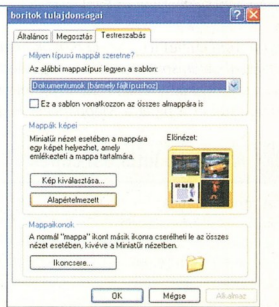 boritok tulajdonságai
Általános Megosztás Testreszabás
Milyen típusú mappát szeretne?
Az alábbi mappatípus legyen a sablon:
Dokumentumok (bármely fájltípushoz)
Ez a sablon vonatkozzon az összes almappára is
Mappák képei
Miniatűr nézet esetében a mappára
egy képet helyezhet, amely
emlékezteti a mappa tartalmára.
Előnézet:
Kép kiválasztása...
Alapértelmezett
Mappaikonok
A normál "mappa" ikont másik ikonra cserélheti le az összes
nézet esetében, kivéve a Miniatűr nézetben.
Ikoncsere...
OK Mégse Alkalmaz